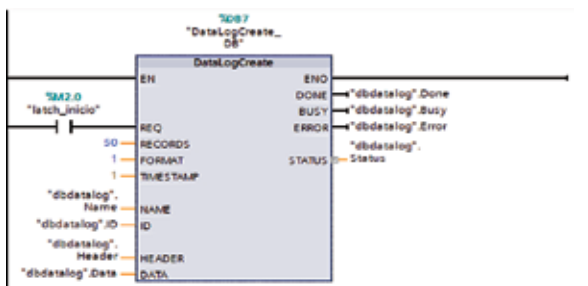 %DB7
"DataLogCreate_
DB"
DataLogCreate
EN ENO
%M2.0
"latch_inicio"
DONE "dbdatalog".Done
BUSY "dbdatalog".Busy
REQ ERROR "dbdatalog".Error
50 RECORDS
1 FORMAT
1 TIMESTAMP
STATUS "dbdatalog".
Status
"dbdatalog".
Name NAME
"dbdatalog".ID ID
"dbdatalog".
Header HEADER
"dbdatalog".Data DATA